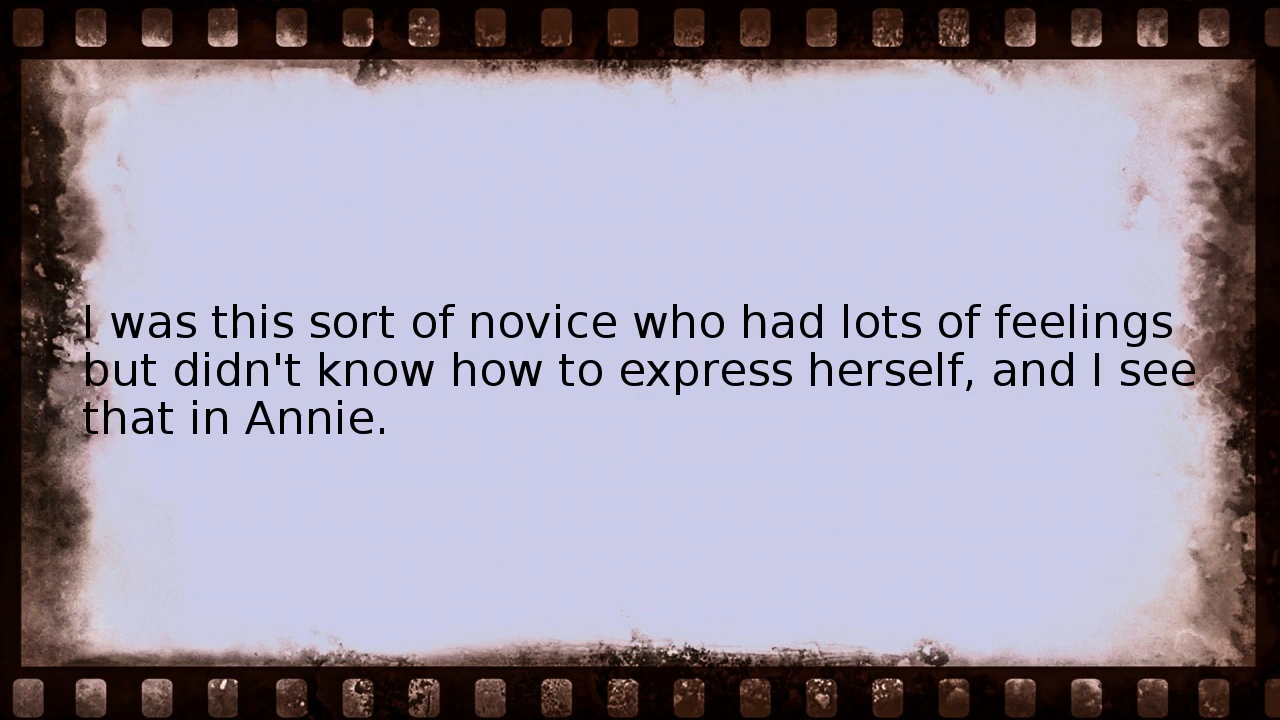 I was this sort of novice who had lots of feelings
but didn't know how to express herself, and I see
that in Annie.